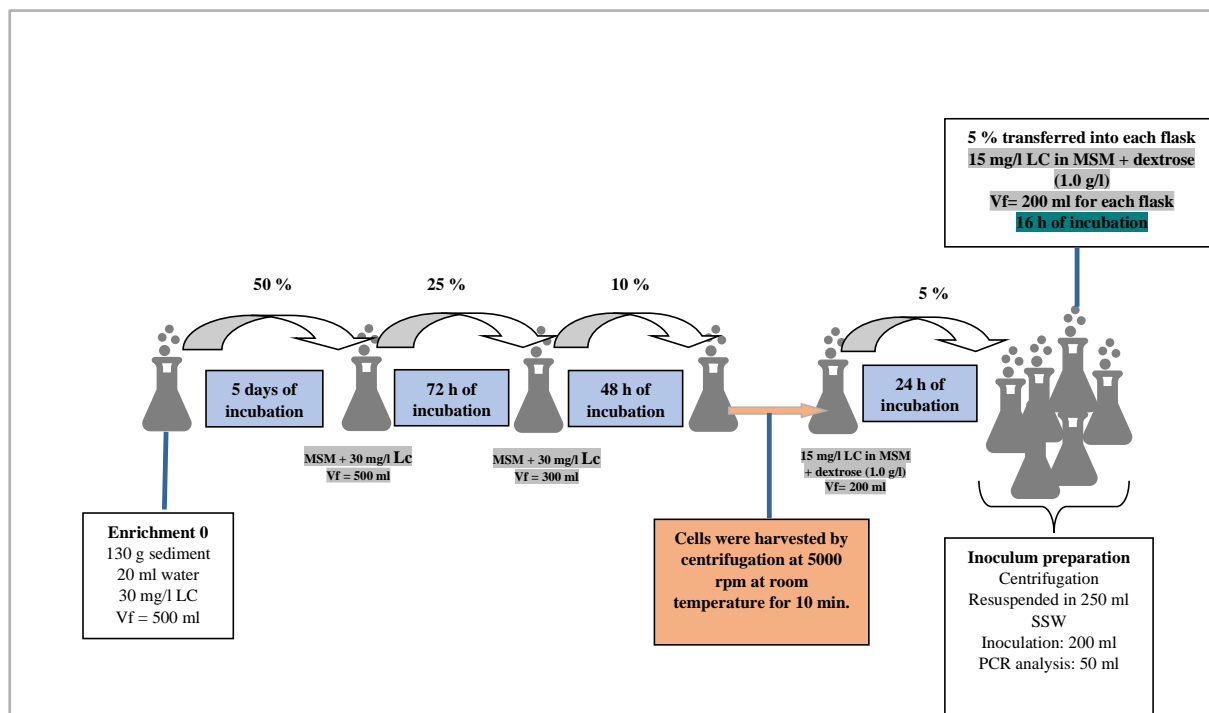 5 % transferred into each flask
15 mg/l LC in MSM + dextrose
(1.0 g/l)
Vf= 200 ml for each flask
16 h of incubation
50 %
25 %
10 %
5 %
5 days of
incubation
72 h of
incubation
48 h of
incubation
24 h of
incubation
MSM + 30 mg/l Lc
Vf = 500 ml
MSM + 30 mg/l Lc
Vf = 300 ml
15 mg/l LC in MSM
+ dextrose (1.0 g/l)
Vf= 200 ml
Enrichment 0
130 g sediment
20 ml water
30 mg/l LC
Vf = 500 ml
Cells were harvested by
centrifugation at 5000
rpm at room
temperature for 10 min.
Inoculum preparation
Centrifugation
Resuspended in 250 ml
SSW
Inoculation: 200 ml
PCR analysis: 50 ml